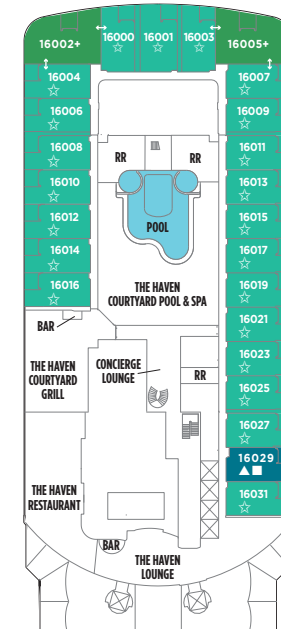 16002+ 16000 16001 16003 16005+
16004 16007
16006 16009
16008 RR RR 16011
16010 16013
16012 POOL 16015
16014 16017
16016 THE HAVEN 16019
COURTYARD POOL & SPA
BAR 16021
THE HAVEN
COURTYARD
GRILL
CONCIERGE
LOUNGE
16023
RR 16025
16027
16029
THE HAVEN
RESTAURANT
16031
BAR
THE HAVEN
LOUNGE